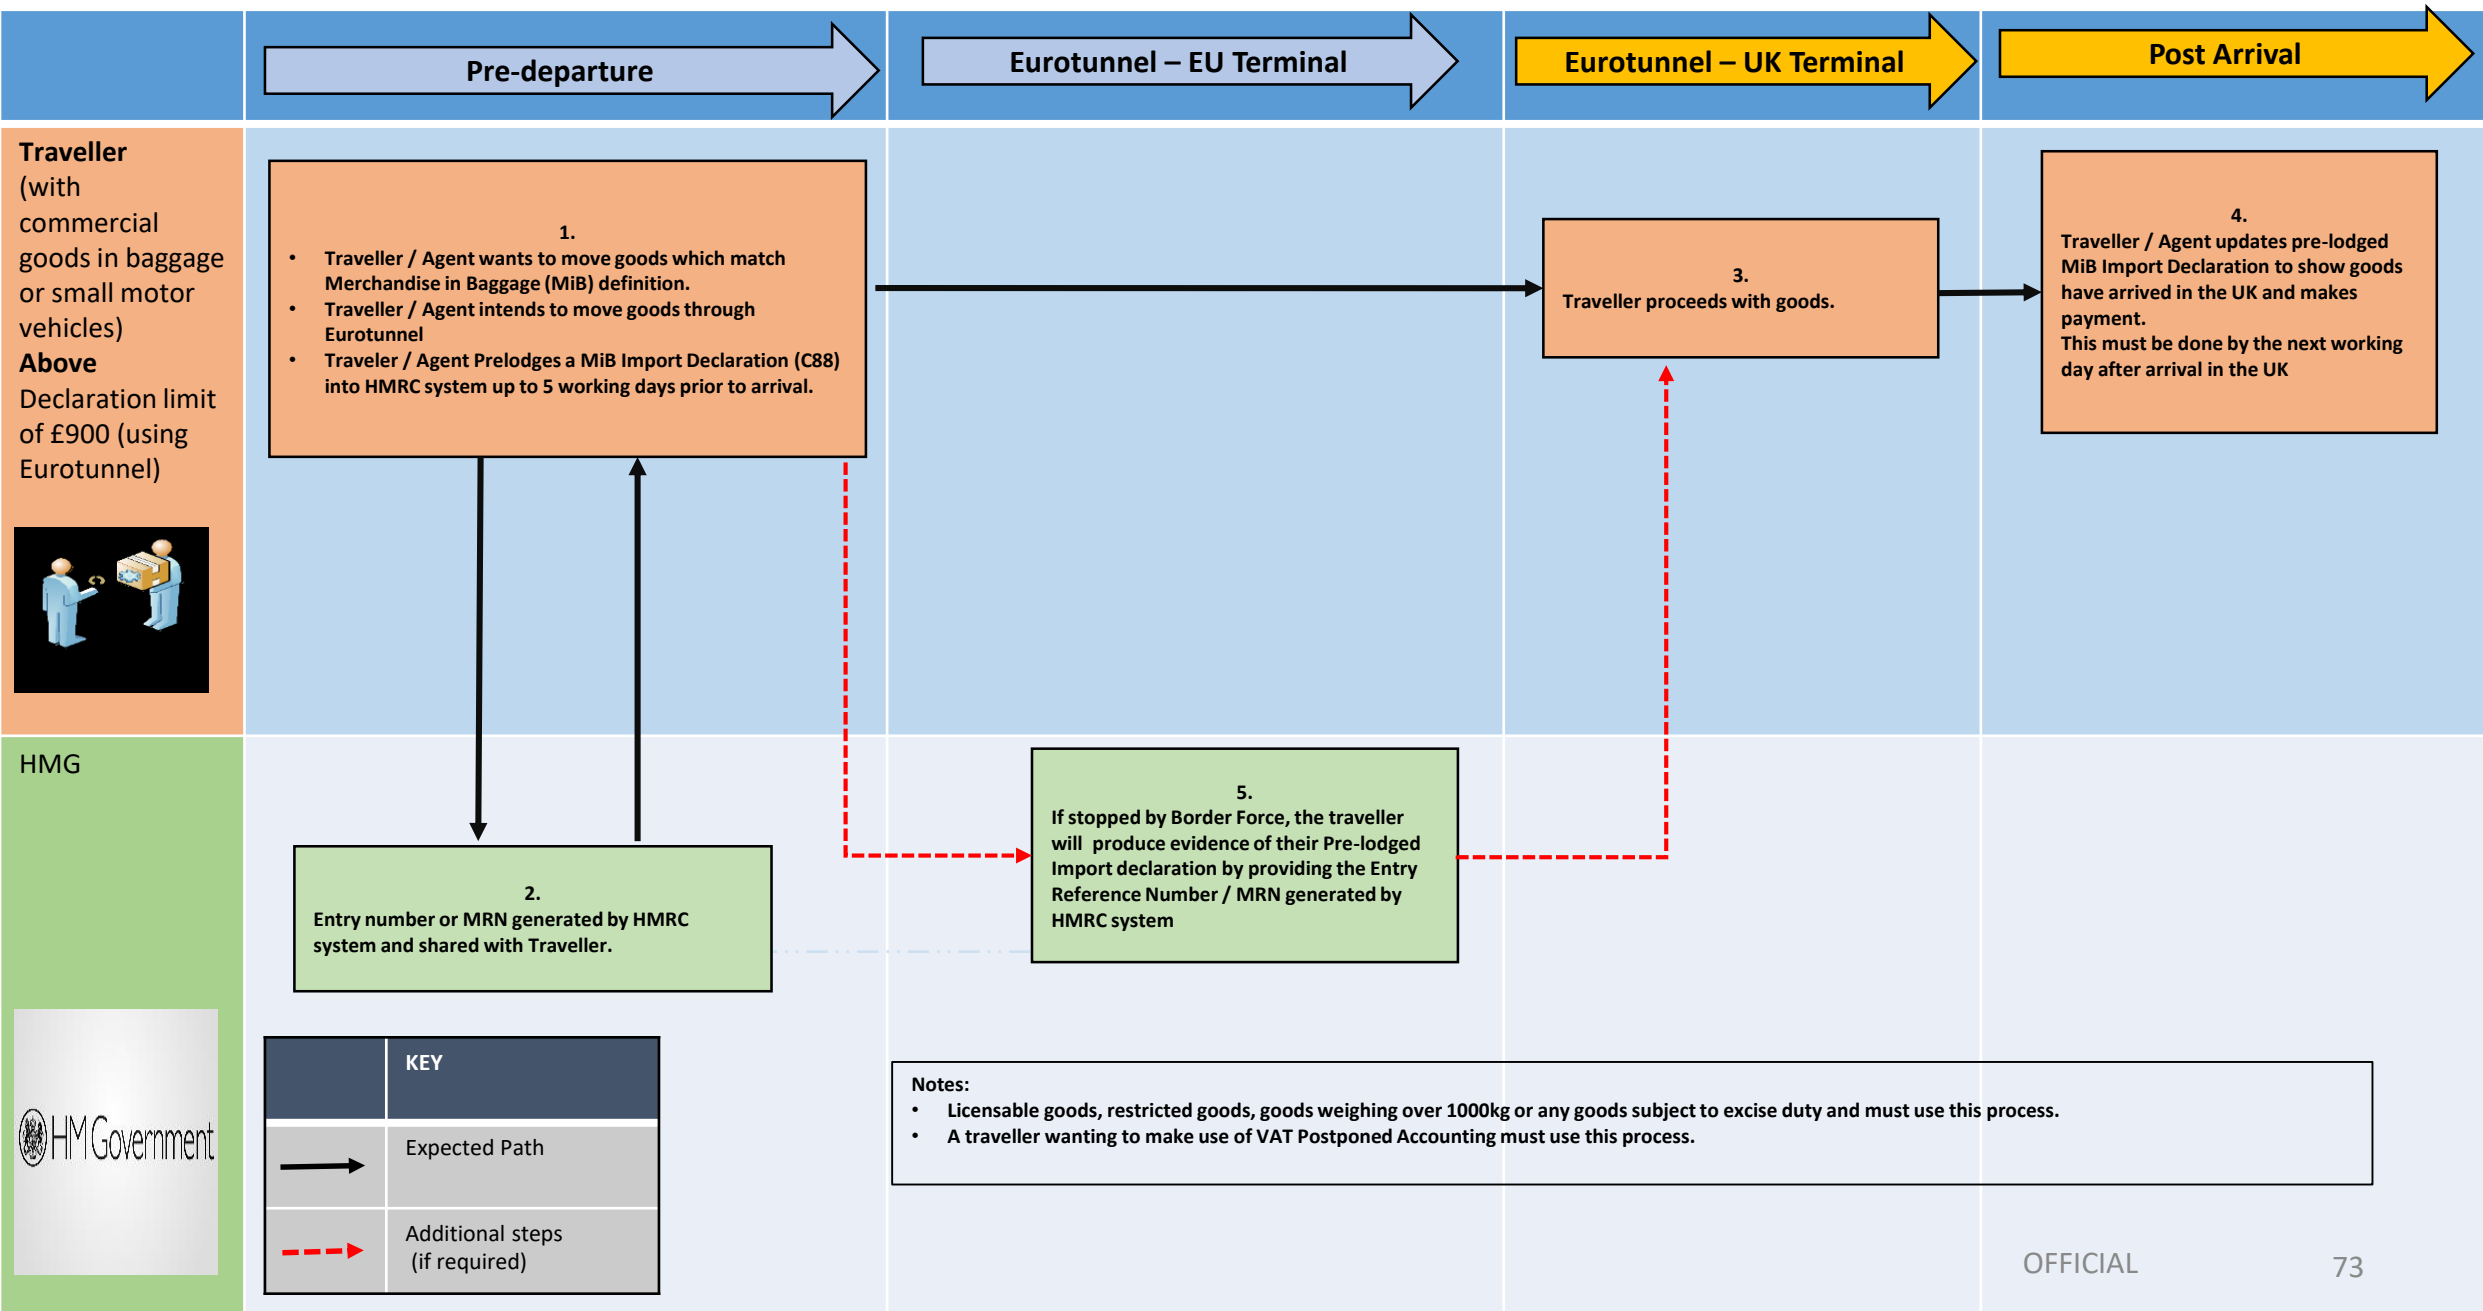 Pre-departure
Eurotunnel – EU Terminal
Eurotunnel – UK Terminal
Post Arrival
Traveller
(with
commercial
goods in baggage
or small motor
vehicles)
Above
Declaration limit
of £900 (using
Eurotunnel)
1.
• Traveller / Agent wants to move goods which match
Merchandise in Baggage (MiB) definition.
• Traveller / Agent intends to move goods through
Eurotunnel
• Traveler / Agent Prelodges a MiB Import Declaration (C88)
into HMRC system up to 5 working days prior to arrival.
3.
Traveller proceeds with goods.
4.
Traveller / Agent updates pre-lodged
MiB Import Declaration to show goods
have arrived in the UK and makes
payment.
This must be done by the next working
day after arrival in the UK
HMG
2.
Entry number or MRN generated by HMRC
system and shared with Traveller.
5.
If stopped by Border Force, the traveller
will produce evidence of their Pre-lodged
Import declaration by providing the Entry
Reference Number / MRN generated by
HMRC system
HM Government
KEY
Expected Path
Additional steps
(if required)
Notes:
• Licensable goods, restricted goods, goods weighing over 1000kg or any goods subject to excise duty and must use this process.
• A traveller wanting to make use of VAT Postponed Accounting must use this process.
OFFICIAL
73